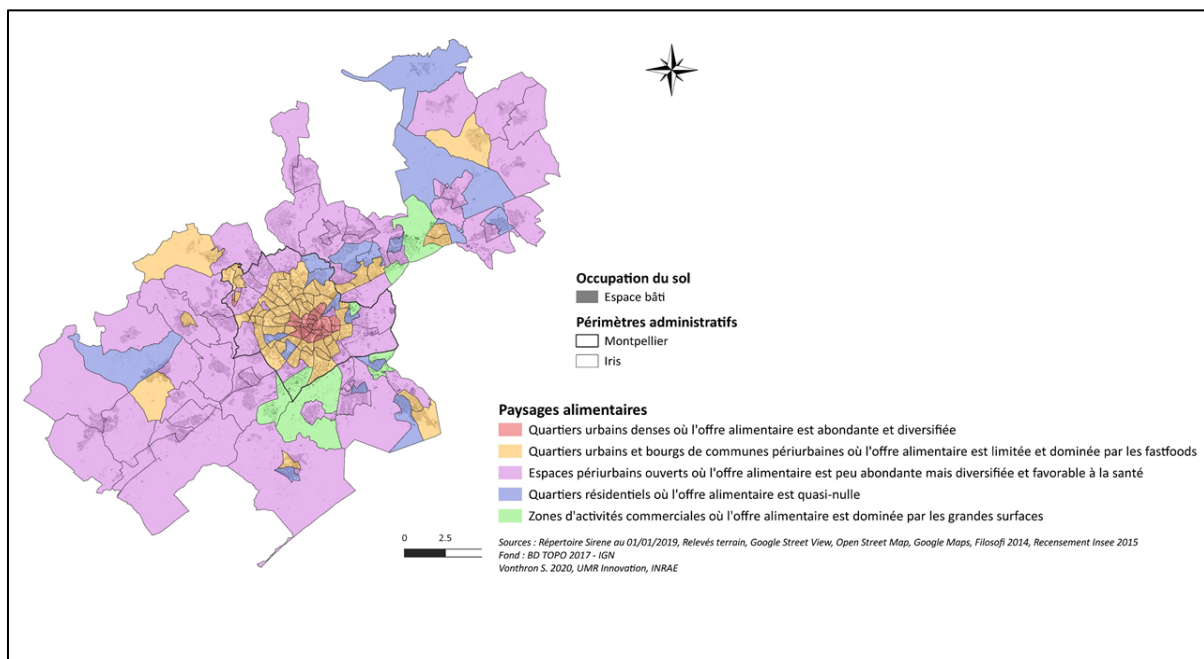 Occupation du sol
Espace bâti
Périmètres administratifs
Montpellier
Iris
Paysages alimentaires
Quartiers urbains denses où l'offre alimentaire est abondante et diversifiée
Quartiers urbains et bourgs de communes périurbaines où l'offre alimentaire est limitée et dominée par les fastfoods
Espaces périurbains ouverts où l'offre alimentaire est peu abondante mais diversifiée et favorable à la santé
Quartiers résidentiels où l'offre alimentaire est quasi-nulle
Zones d'activités commerciales où l'offre alimentaire est dominée par les grandes surfaces
0 2.5
Sources : Répertoire Sirene au 01/01/2019, Relevés terrain, Google Street View, Open Street Map, Google Maps, Filosofi 2014, Recensement Insee 2015
Fond : BD TOPO 2017 - IGN
Vonthron S. 2020, UMR Innovation, INRAE